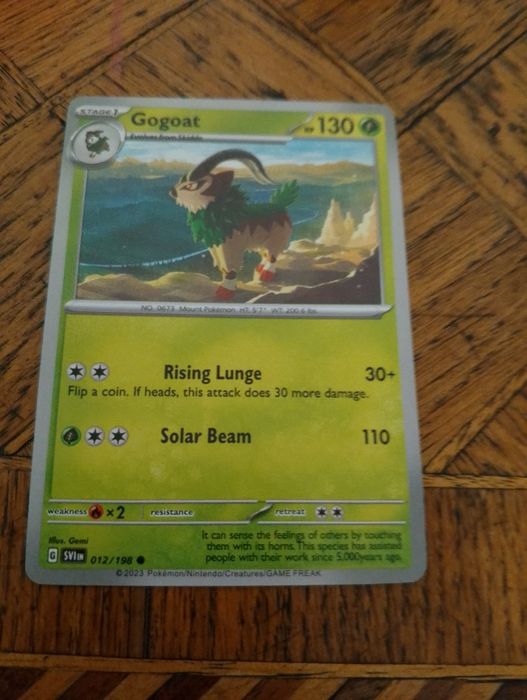 STAGE 1
Gogoat
HP 130
Evolves from Skiddo
NO. 0673 Mount Pokémon HT: 5'7" WT: 200.6 lbs.
Rising Lunge 30+
Flip a coin. If heads, this attack does 30 more damage.
Solar Beam 110
weakness ×2 resistance retreat
Illus. Gemi
G SVI EN 012/198
It can sense the feelings of others by touching
them with its horns. This species has assisted
people with their work since 5,000 years ago.
©2023 Pokémon/Nintendo/Creatures/GAME FREAK